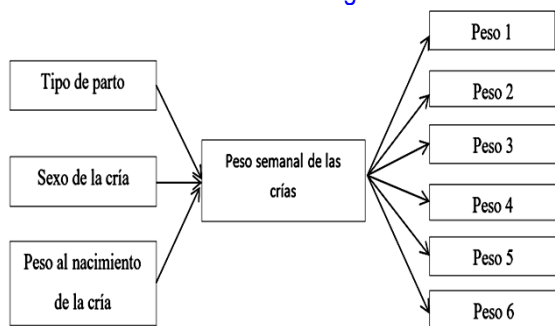 Tipo de parto
Sexo de la cría
Peso al nacimiento
de la cría
Peso semanal de las
crías
Peso 1
Peso 2
Peso 3
Peso 4
Peso 5
Peso 6